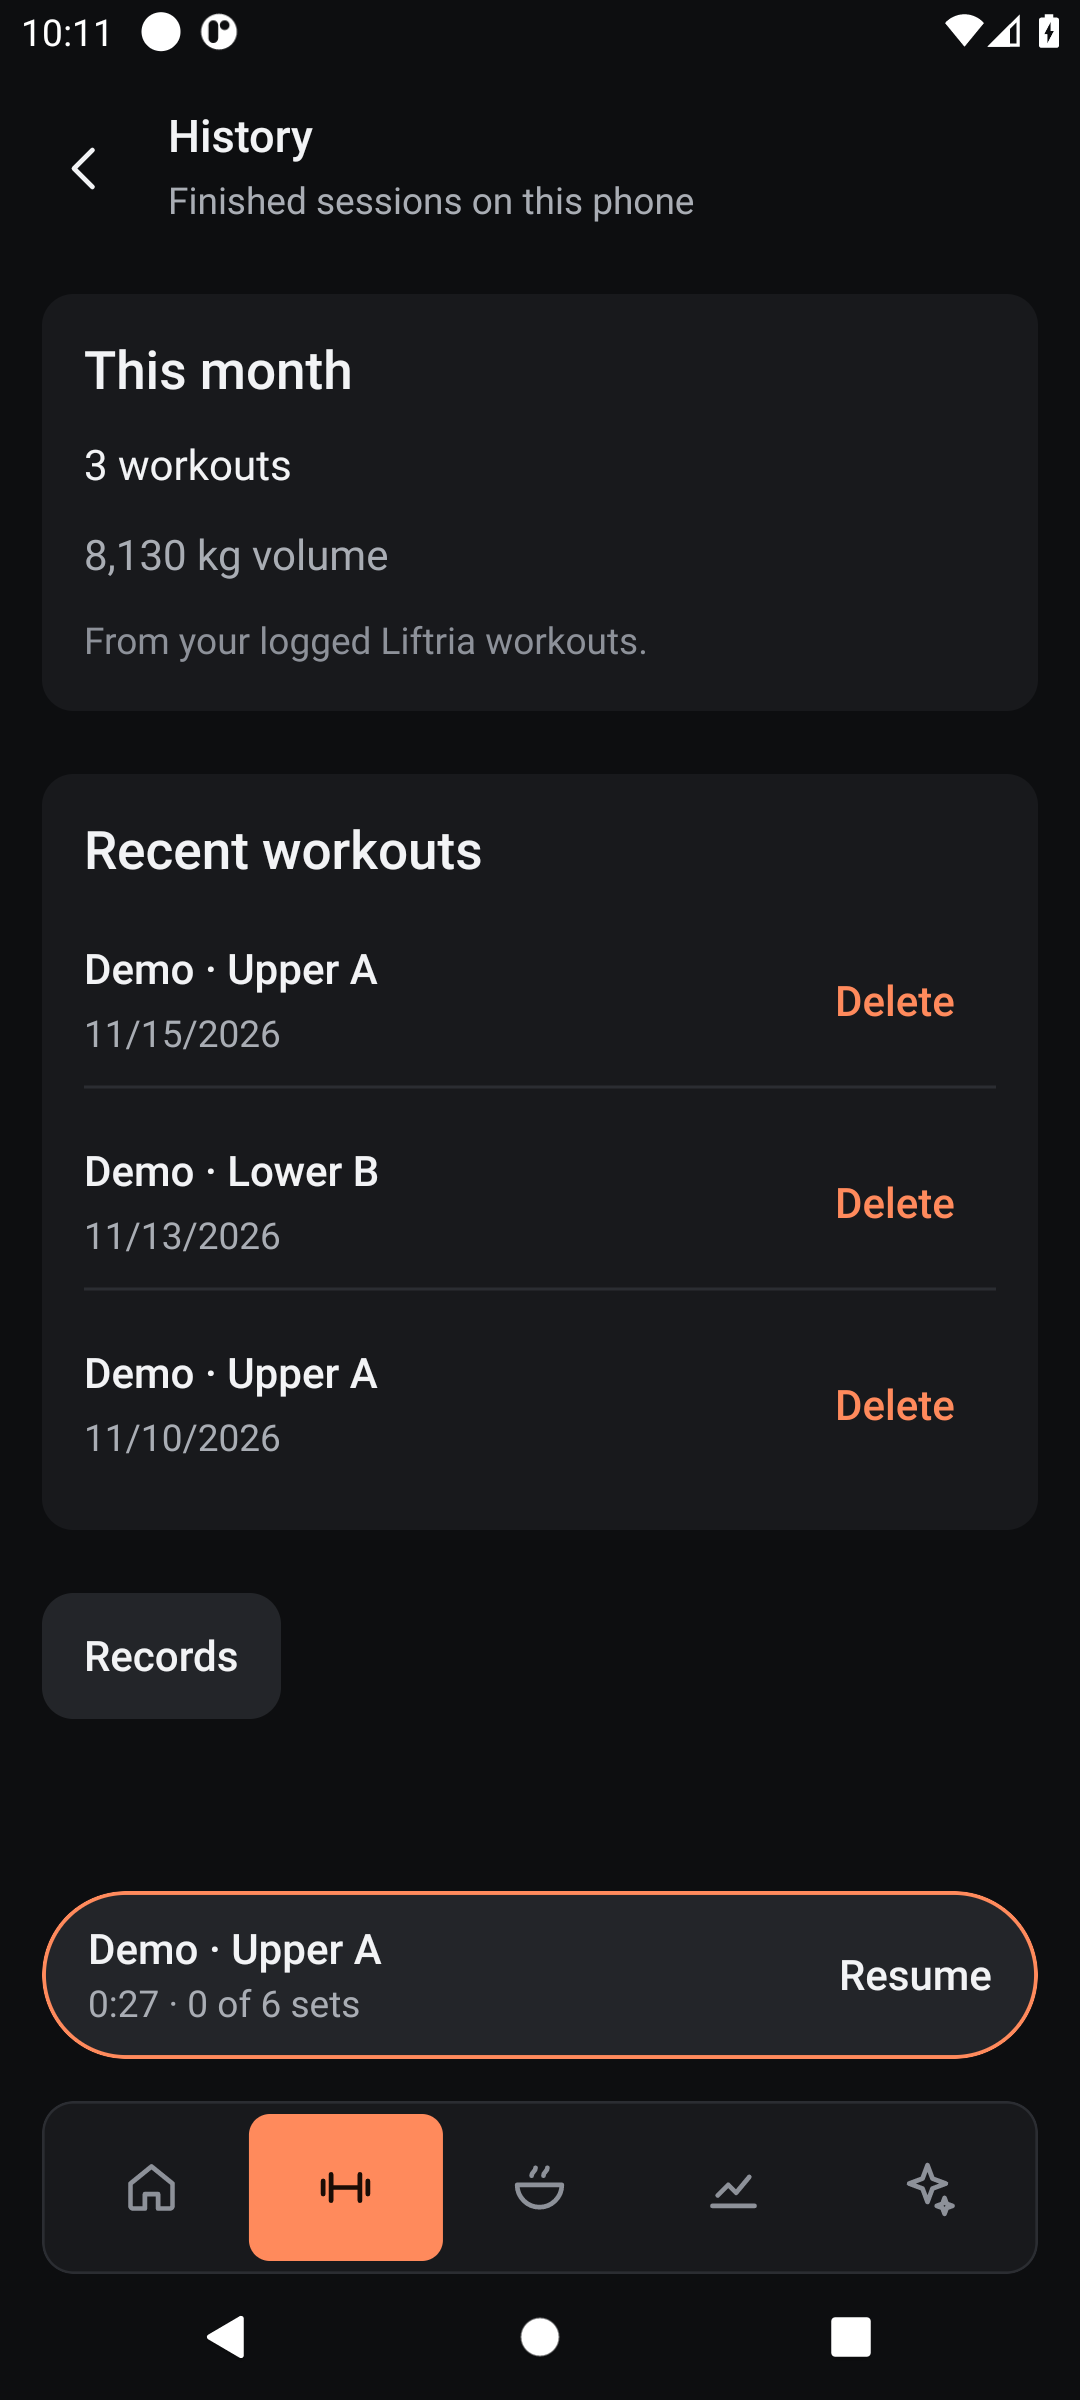 10:11
History
Finished sessions on this phone
This month
3 workouts
8,130 kg volume
From your logged Liftria workouts.
Recent workouts
Demo · Upper A
Delete
11/15/2026
Demo · Lower B
Delete
11/13/2026
Demo · Upper A
Delete
11/10/2026
Records
Demo · Upper A
Resume
0:27 · 0 of 6 sets